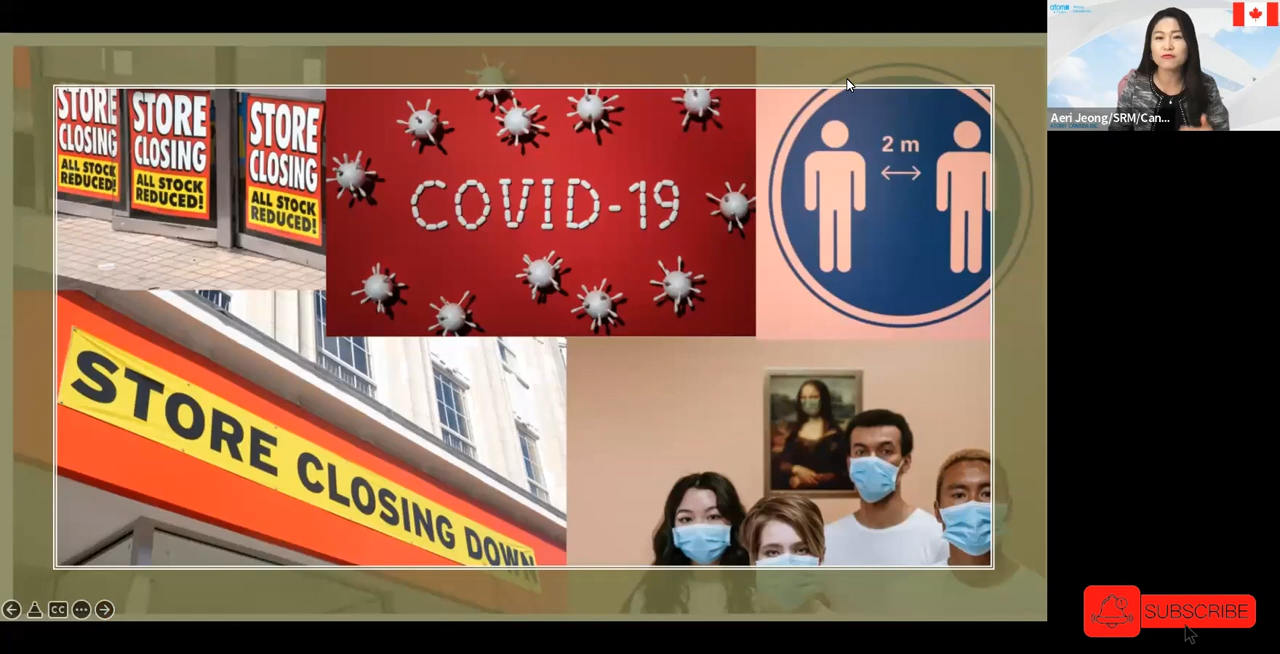 STORE
CLOSING
ALL STOCK
REDUCED!
STORE
CLOSING
ALL STOCK
REDUCED!
STORE
CLOSING
ALL STOCK
REDUCED!
COVID-19
2 m
STORE CLOSING DOWN
CC
Aeri Jeong/SRM/Can...
SUBSCRIBE